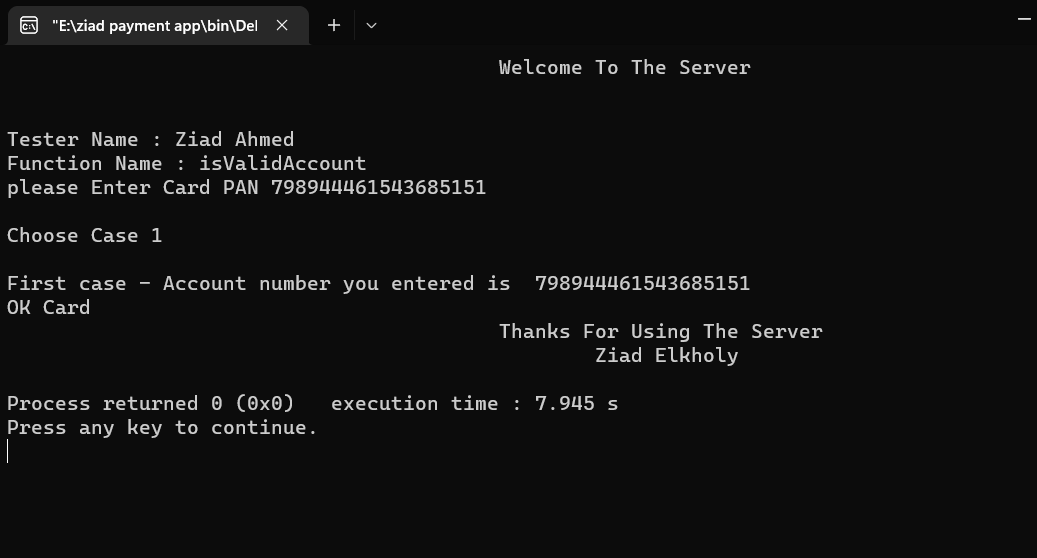 "E:\ziad payment app\bin\Del
Welcome To The Server
Tester Name : Ziad Ahmed
Function Name : isValidAccount
please Enter Card PAN 798944461543685151
Choose Case 1
First case - Account number you entered is  798944461543685151
OK Card
Thanks For Using The Server
Ziad Elkholy
Process returned 0 (0x0)   execution time : 7.945 s
Press any key to continue.